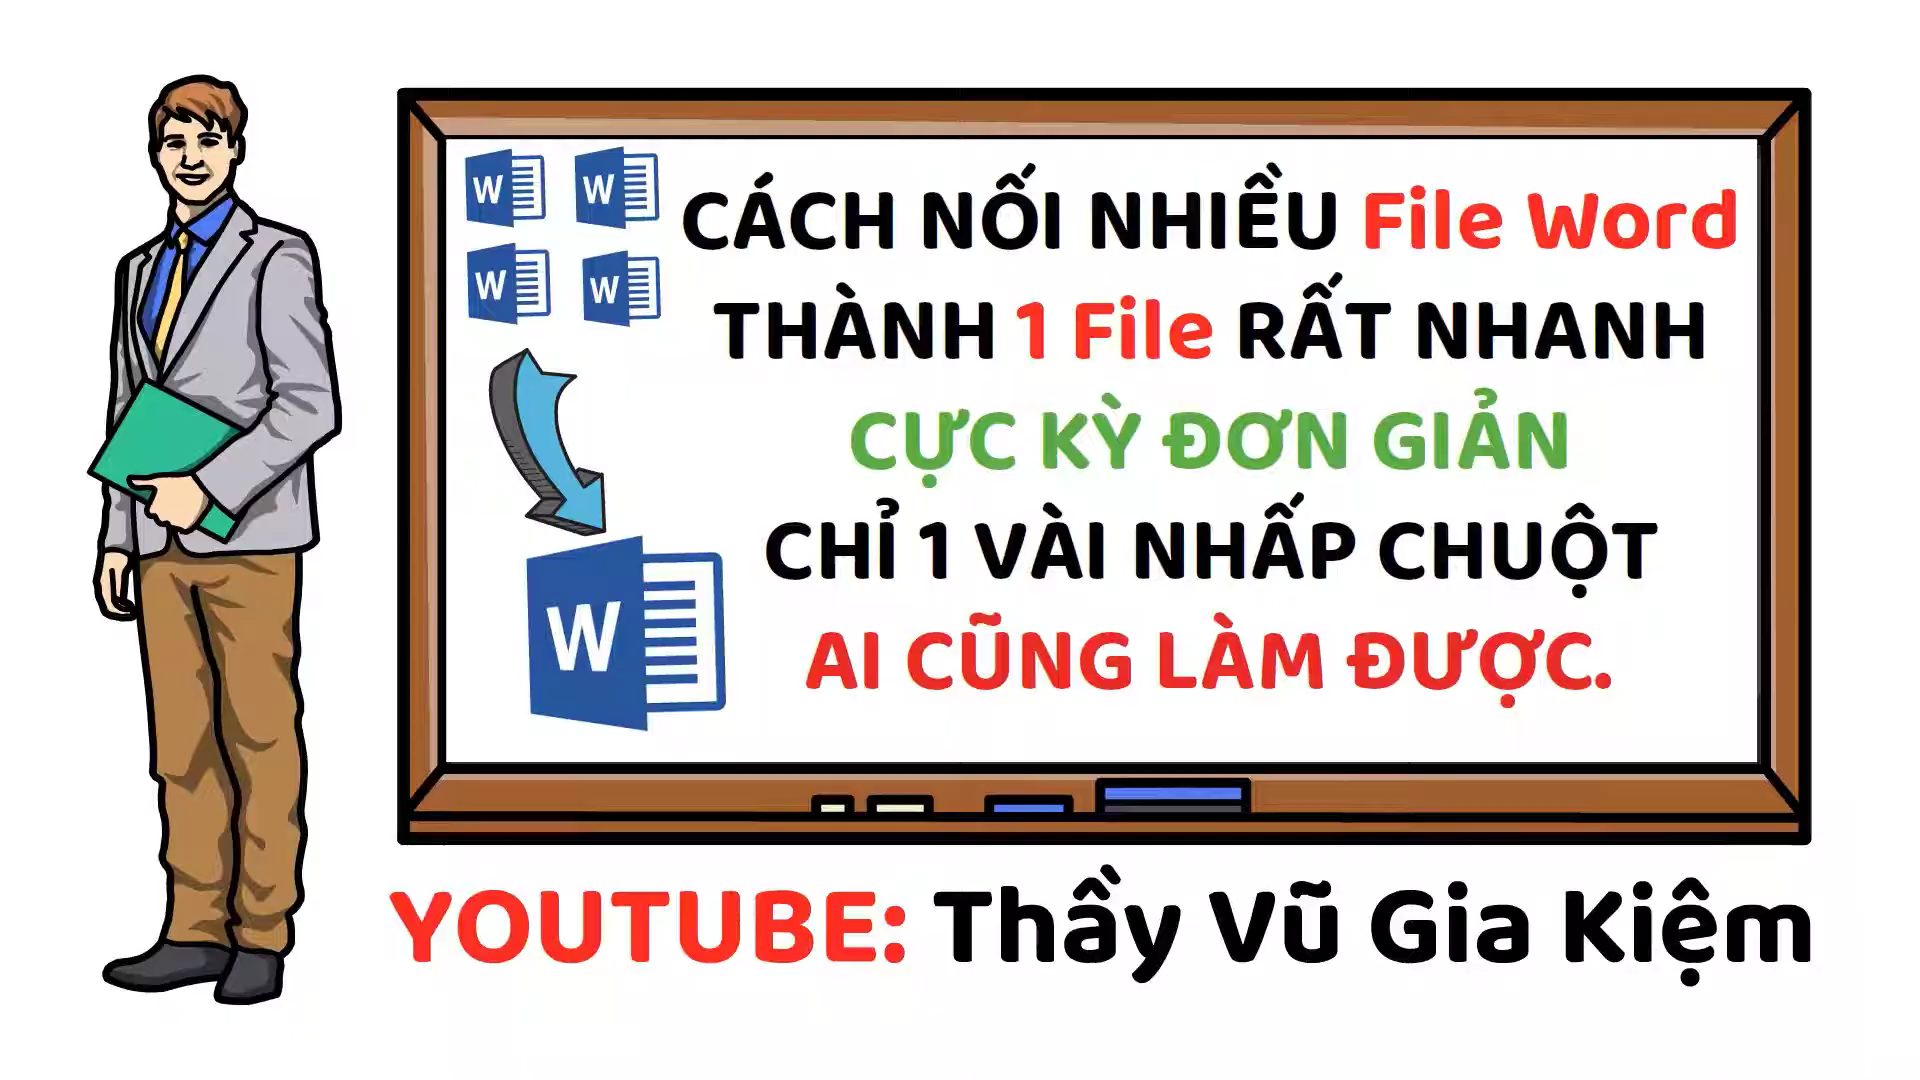 W W
W W
W
CÁCH NỐI NHIỀU File Word
THÀNH 1 File RẤT NHANH
CỰC KỲ ĐƠN GIẢN
CHỈ 1 VÀI NHẤP CHUỘT
AI CŨNG LÀM ĐƯỢC.
YOUTUBE: Thầy Vũ Gia Kiệm